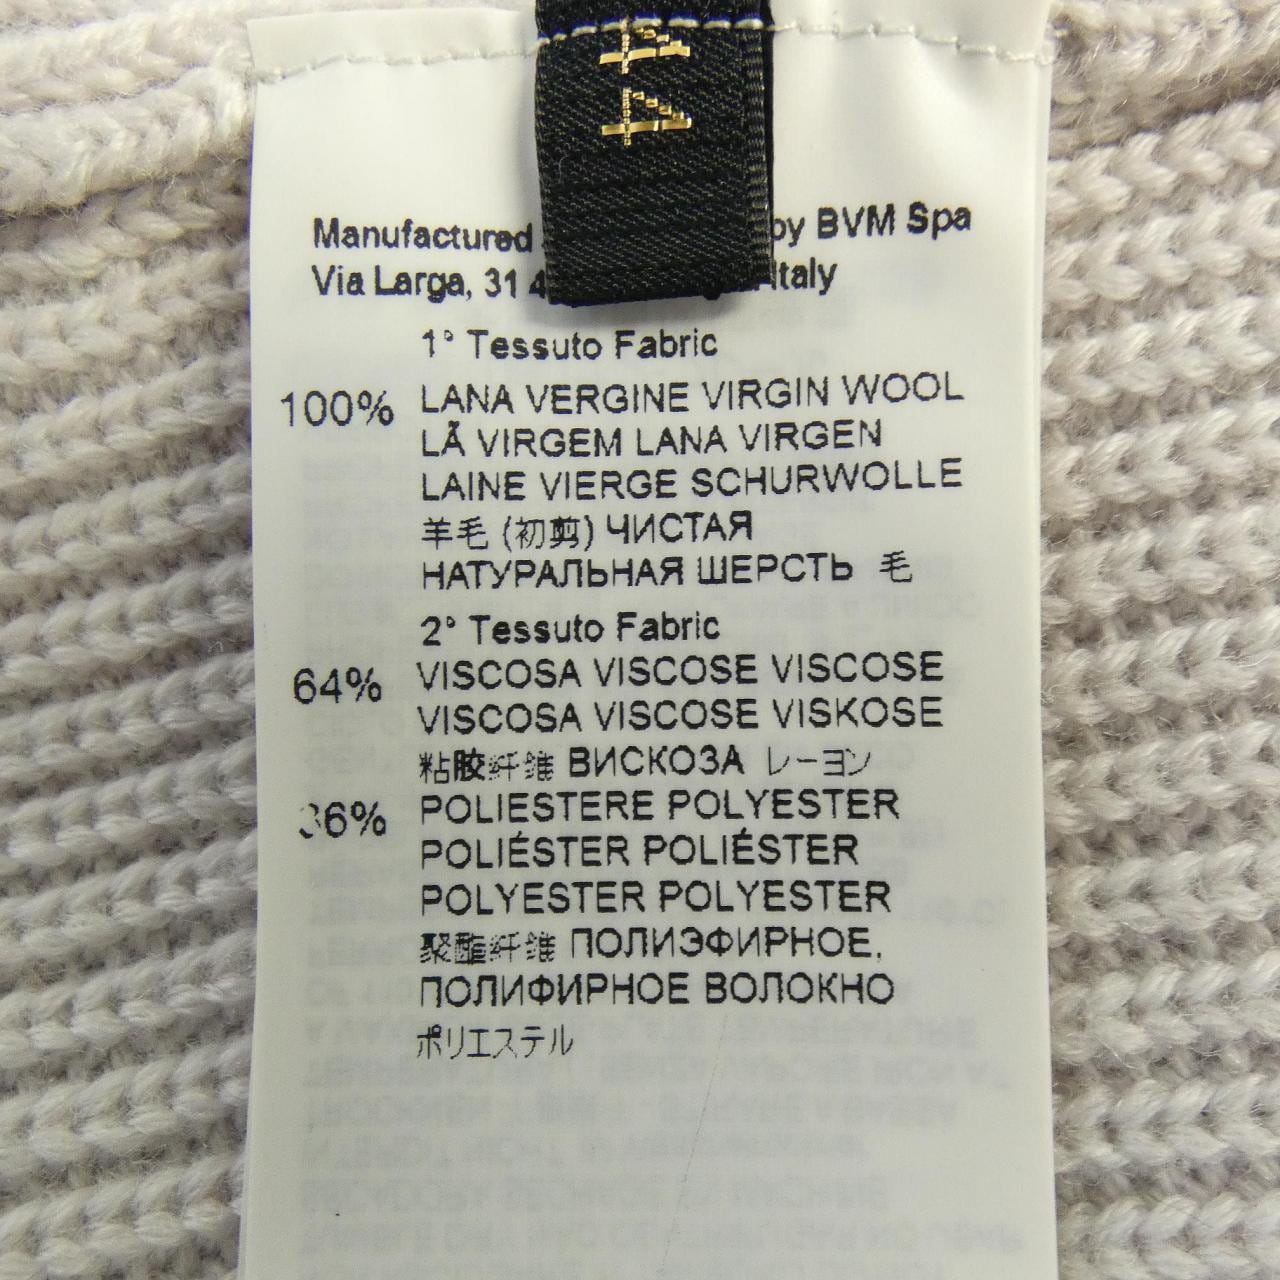 44
Manufactured by BVM Spa
Via Larga, 31 Italy
1° Tessuto Fabric
100% LANA VERGINE VIRGIN WOOL
LÃ VIRGEM LANA VIRGEN
LAINE VIERGE SCHURWOLLE
羊毛 (初剪) ЧИСТАЯ
НАТУРАЛЬНАЯ ШЕРСТЬ 毛
2° Tessuto Fabric
64% VISCOSA VISCOSE VISCOSE
VISCOSA VISCOSE VISKOSE
粘胶纤维 ВИСКОЗА レーヨン
36% POLIESTERE POLYESTER
POLIÉSTER POLIÉSTER
POLYESTER POLYESTER
聚酯纤维 ПОЛИЭФИРНОЕ,
ПОЛИФИРНОЕ ВОЛОКНО
ポリエステル